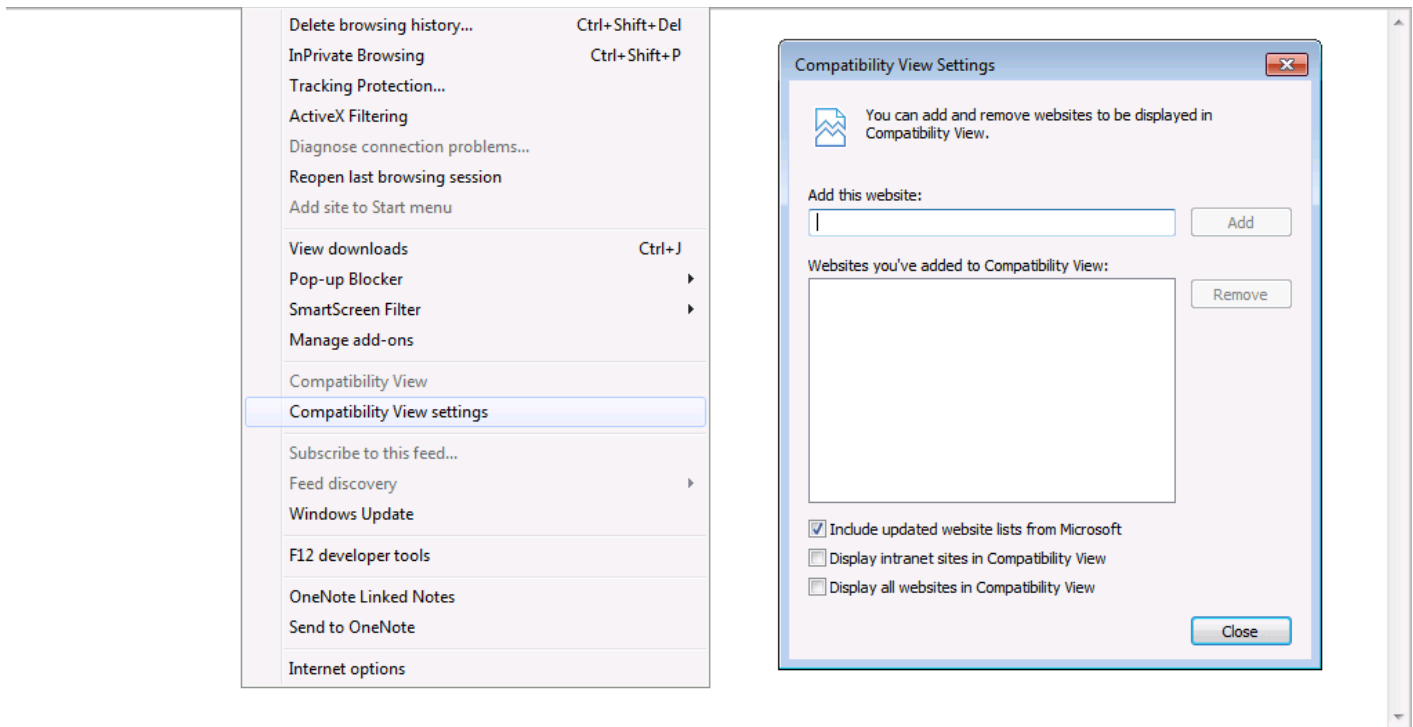 Delete browsing history... Ctrl+Shift+Del
InPrivate Browsing Ctrl+Shift+P
Tracking Protection...
ActiveX Filtering
Diagnose connection problems...
Reopen last browsing session
Add site to Start menu
View downloads Ctrl+J
Pop-up Blocker
SmartScreen Filter
Manage add-ons
Compatibility View
Compatibility View settings
Subscribe to this feed...
Feed discovery
Windows Update
F12 developer tools
OneNote Linked Notes
Send to OneNote
Internet options
Compatibility View Settings
You can add and remove websites to be displayed in
Compatibility View.
Add this website:
Add
Websites you've added to Compatibility View:
Remove
Include updated website lists from Microsoft
Display intranet sites in Compatibility View
Display all websites in Compatibility View
Close